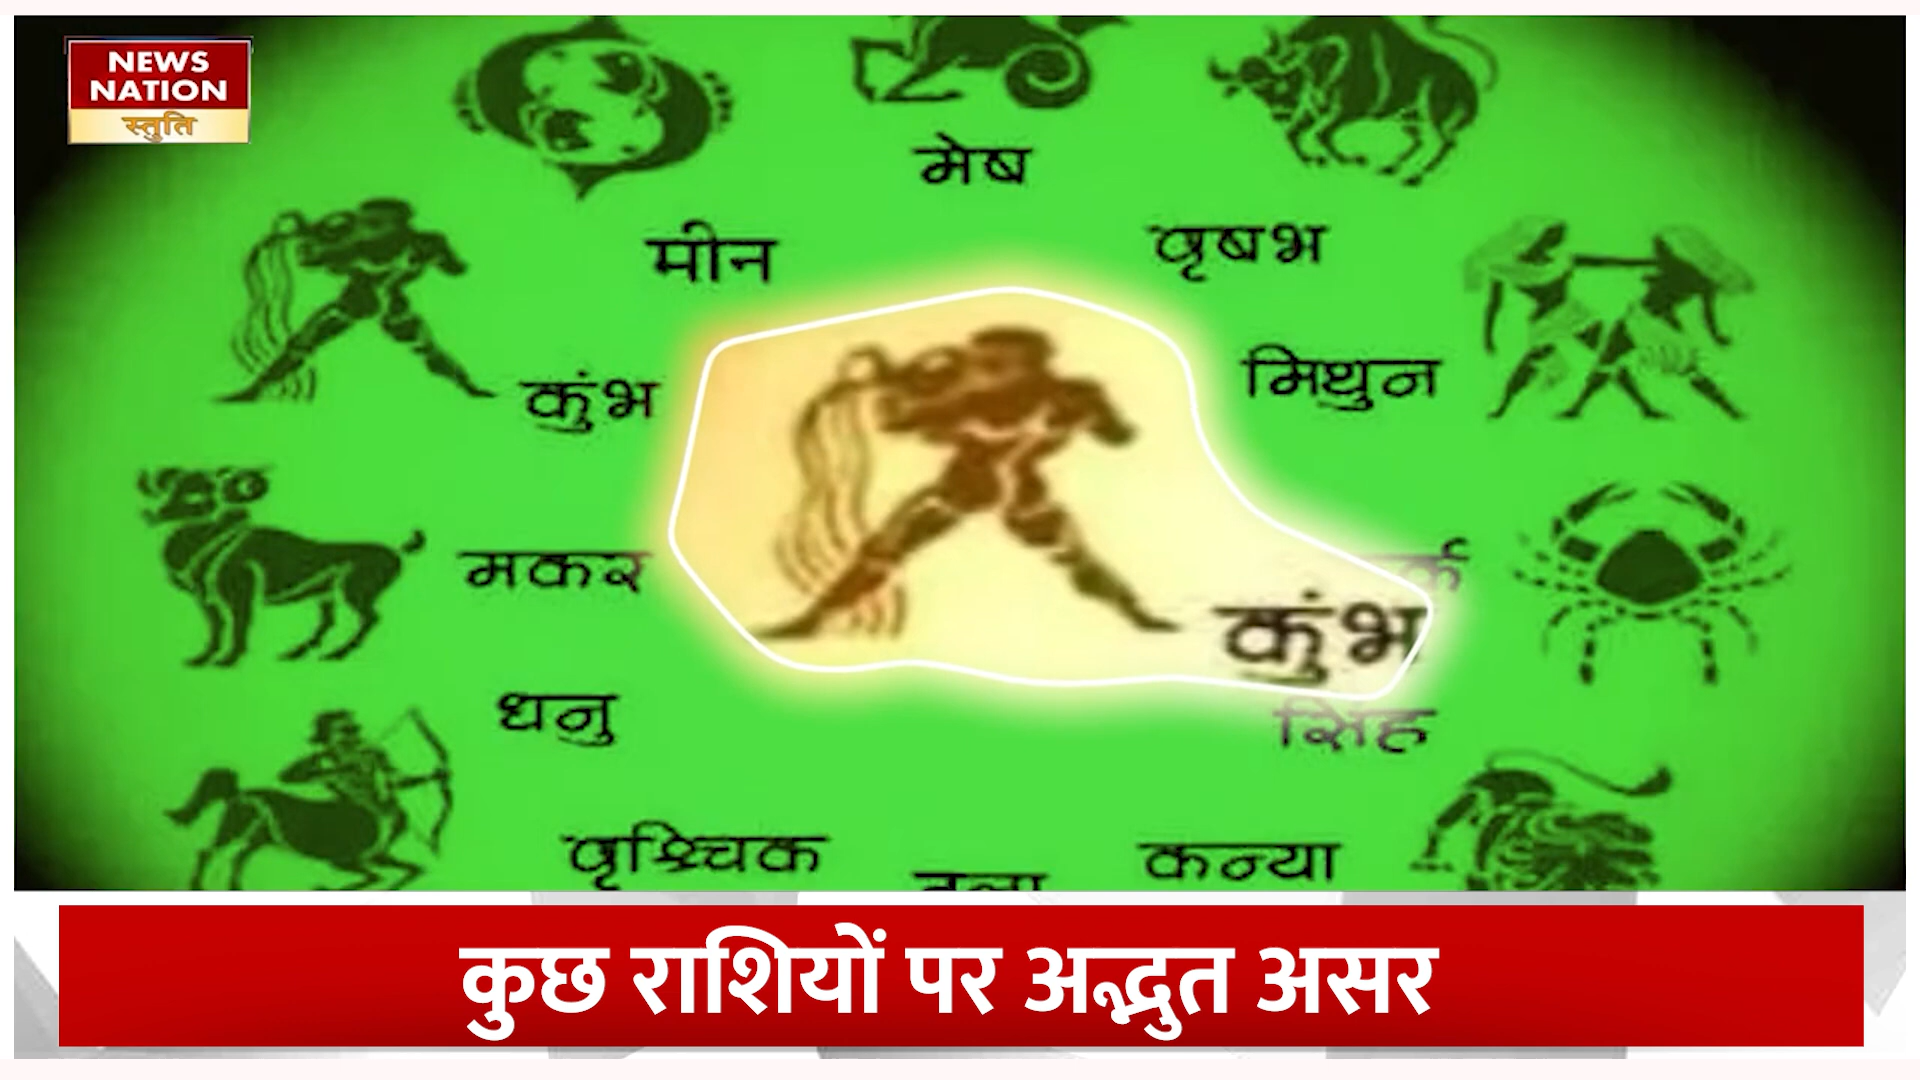 NEWS
NATION
स्तुति
मेष
मीन
वृषभ
कुंभ
मिथुन
मकर
कुंभ
धनु
सिंह
वृश्चिक
कन्या
कुछ राशियों पर अद्भुत असर